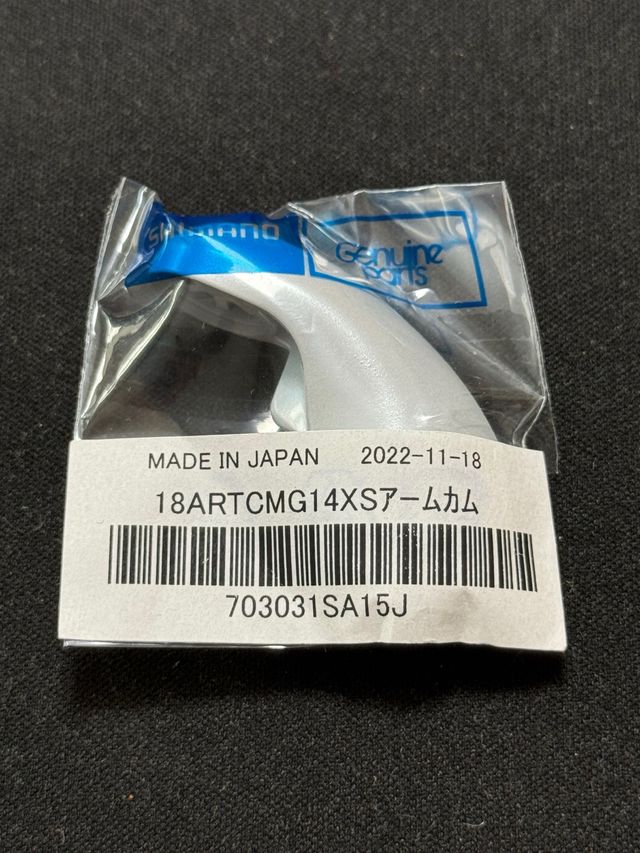 SHIMANO
Genuine
parts
MADE IN JAPAN 2022-11-18
18ARTCMG14XSアームカム
703031SA15J